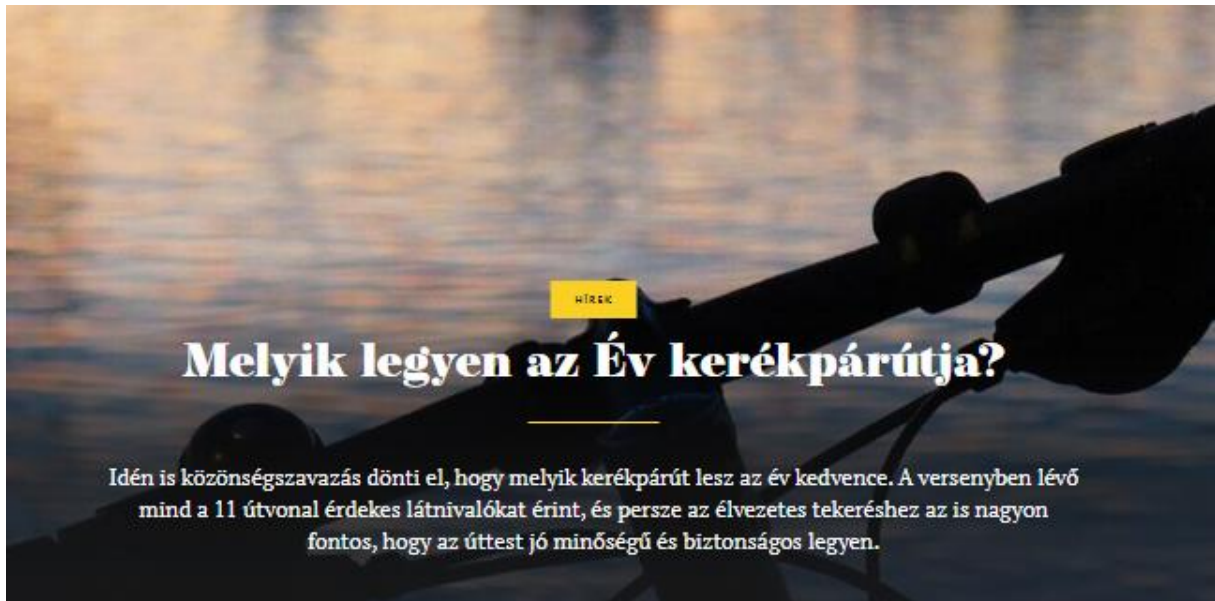 HÍREK
Melyik legyen az Év kerékpárútja?
Idén is közönségszavazás dönti el, hogy melyik kerékpárút lesz az év kedvence. A versenyben lévő
mind a 11 útvonal érdekes látnivalókat érint, és persze az élvezetes tekeréshez az is nagyon
fontos, hogy az úttest jó minőségű és biztonságos legyen.